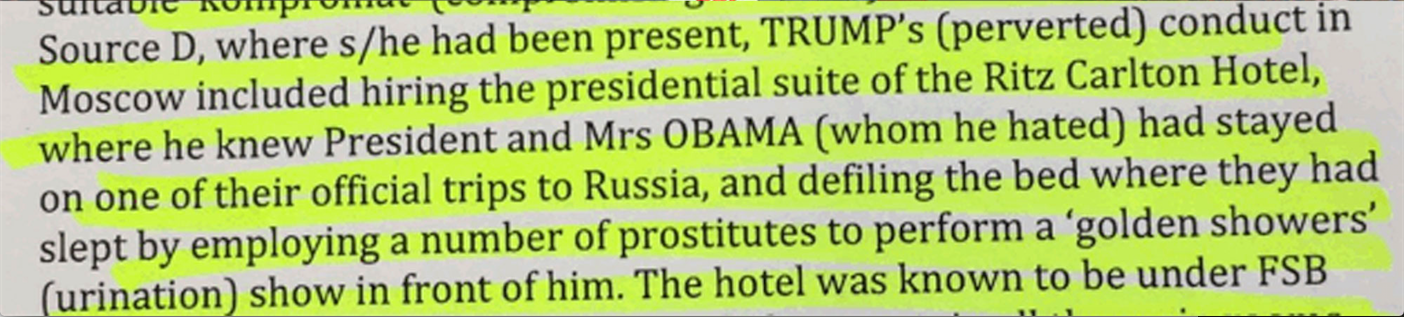 suitable kompromat (
Source D, where s/he had been present, TRUMP's (perverted) conduct in
Moscow included hiring the presidential suite of the Ritz Carlton Hotel,
where he knew President and Mrs OBAMA (whom he hated) had stayed
on one of their official trips to Russia, and defiling the bed where they had
slept by employing a number of prostitutes to perform a ‘golden showers’
(urination) show in front of him. The hotel was known to be under FSB